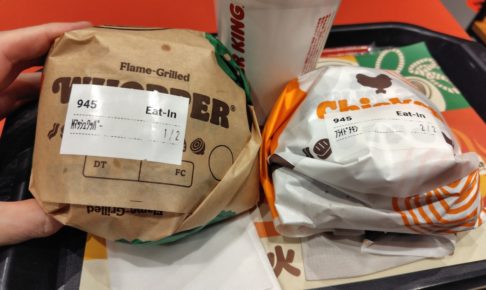 Flame-Grilled
WHOPPER®
945 Eat-In
1/2
DT FC
Flame-Grilled
R KING
Chick
945 Eat-In
2/2